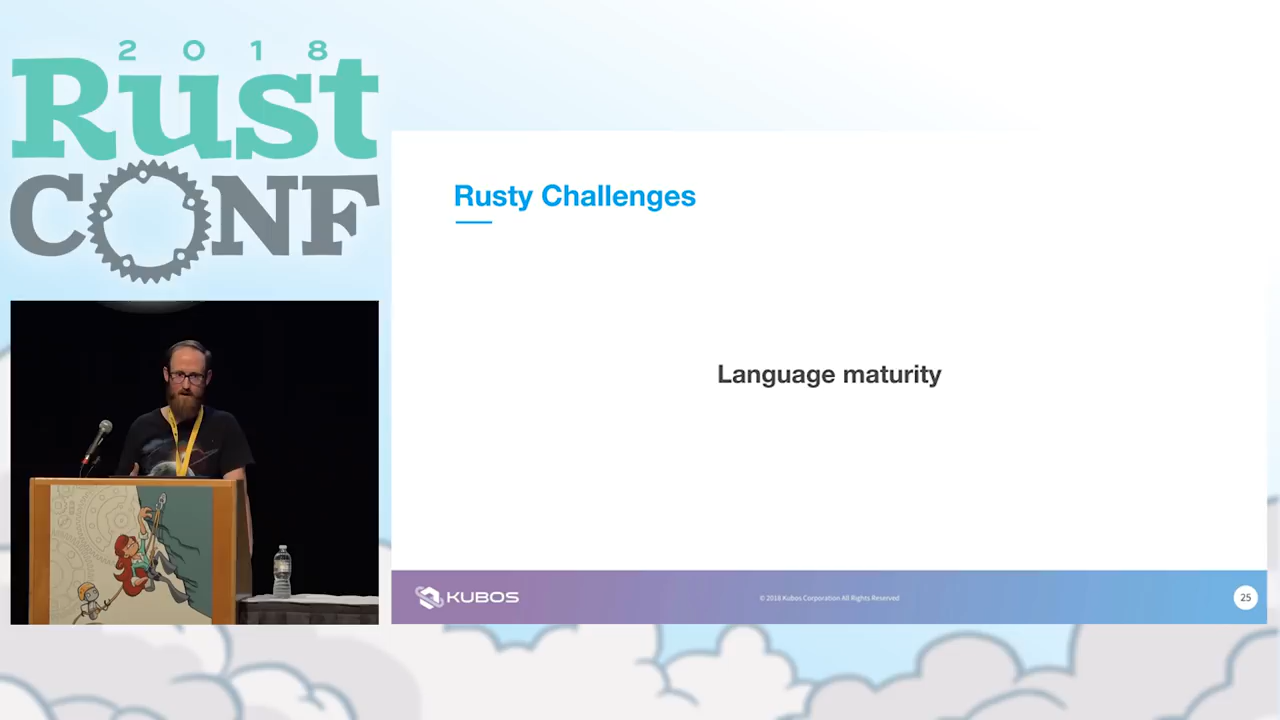 2018
Rust
CONF
Rusty Challenges
Language maturity
KUBOS
© 2018 Kubos Corporation All Rights Reserved
25